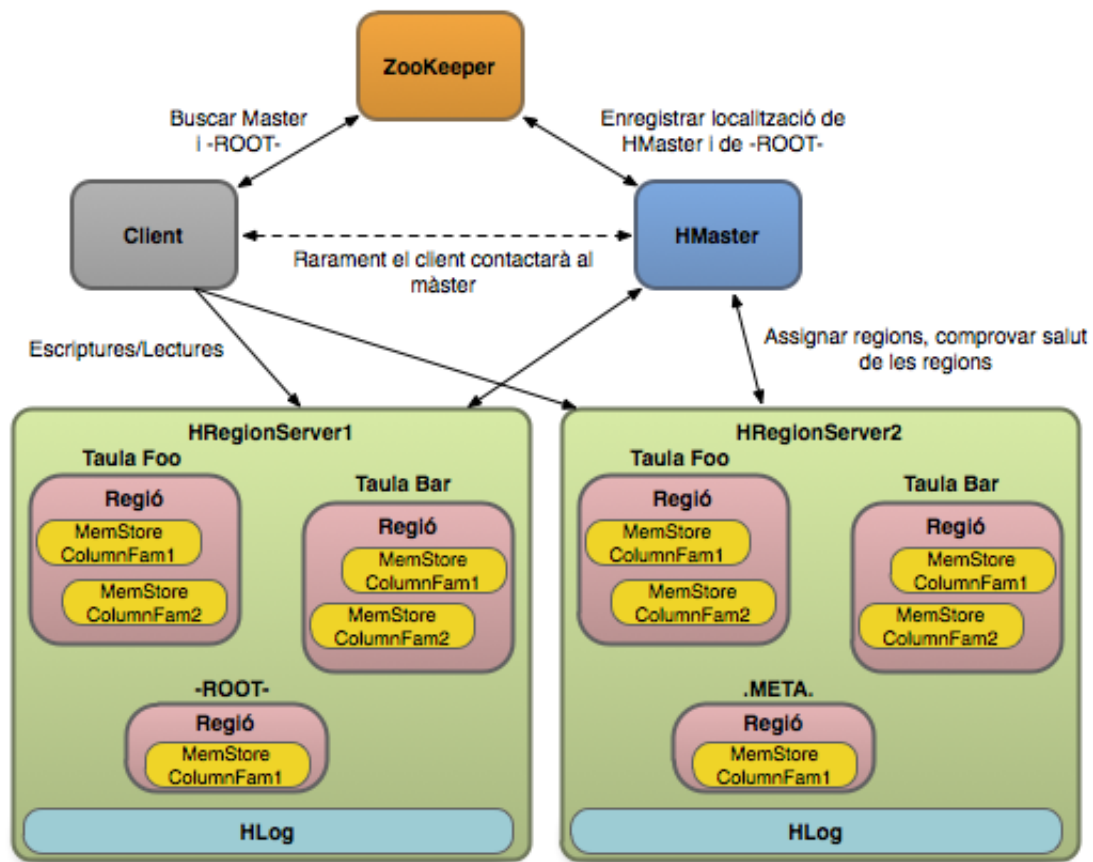 ZooKeeper
Buscar Master
i -ROOT-
Enregistrar localització de
HMaster i de -ROOT-
Client
HMaster
Rarament el client contactarà al
màster
Escriptures/Lectures
Assignar regions, comprovar salut
de les regions
HRegionServer1
Taula Foo
Regió
MemStore
ColumnFam1
MemStore
ColumnFam2
Taula Bar
Regió
MemStore
ColumnFam1
MemStore
ColumnFam2
-ROOT-
Regió
MemStore
ColumnFam1
HLog
HRegionServer2
Taula Foo
Regió
MemStore
ColumnFam1
MemStore
ColumnFam2
Taula Bar
Regió
MemStore
ColumnFam1
MemStore
ColumnFam2
.META.
Regió
MemStore
ColumnFam1
HLog